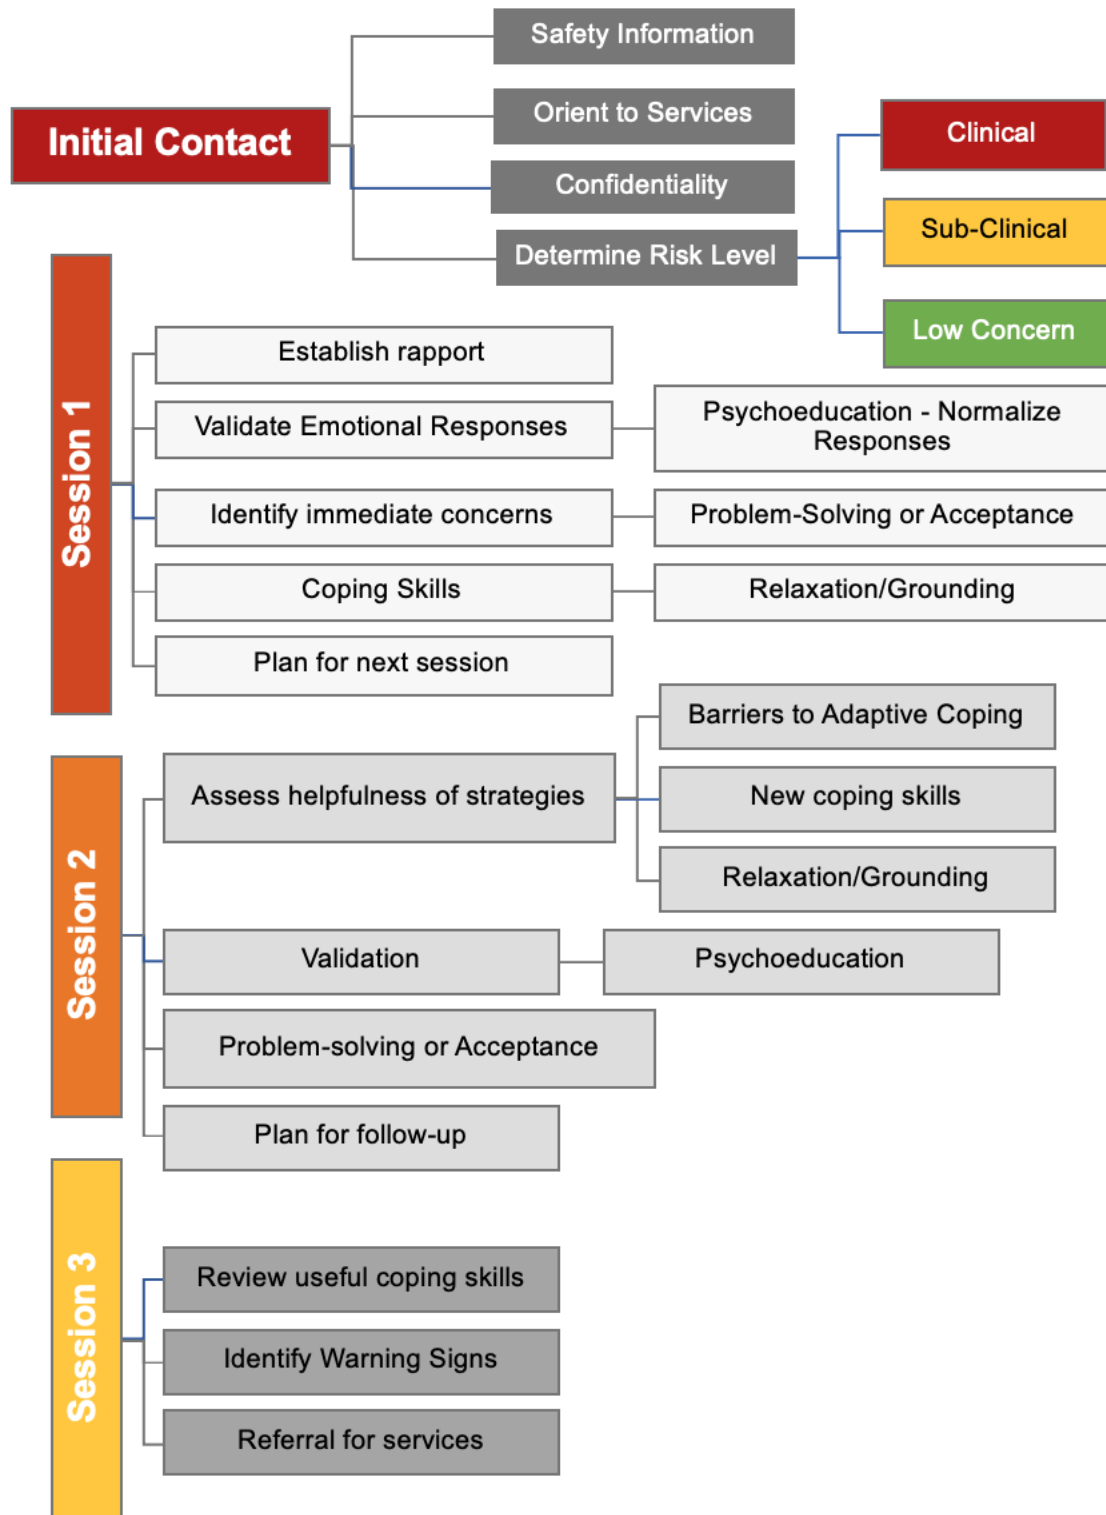 Safety Information
Orient to Services
Initial Contact
Clinical
Confidentiality
Sub-Clinical
Determine Risk Level
Low Concern
Session 1
Establish rapport
Validate Emotional Responses
Psychoeducation - Normalize
Responses
Identify immediate concerns
Problem-Solving or Acceptance
Coping Skills
Relaxation/Grounding
Plan for next session
Session 2
Assess helpfulness of strategies
Barriers to Adaptive Coping
New coping skills
Relaxation/Grounding
Validation
Psychoeducation
Problem-solving or Acceptance
Plan for follow-up
Session 3
Review useful coping skills
Identify Warning Signs
Referral for services